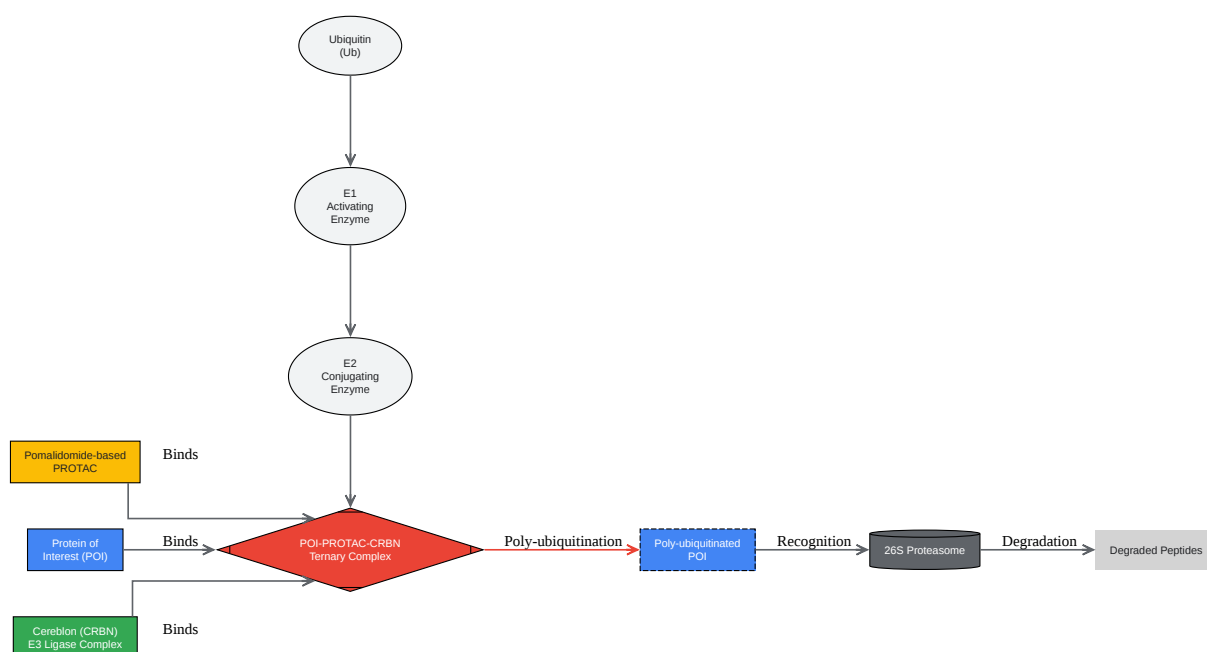 Ubiquitin
(Ub)
E1
Activating
Enzyme
E2
Conjugating
Enzyme
Pomalidomide-based
PROTAC
Binds
Protein of
Interest (POI)
Binds
POI-PROTAC-CRBN
Ternary Complex
Poly-ubiquitination
Poly-ubiquitinated
POI
Recognition
26S Proteasome
Degradation
Degraded Peptides
Cereblon (CRBN)
E3 Ligase Complex
Binds